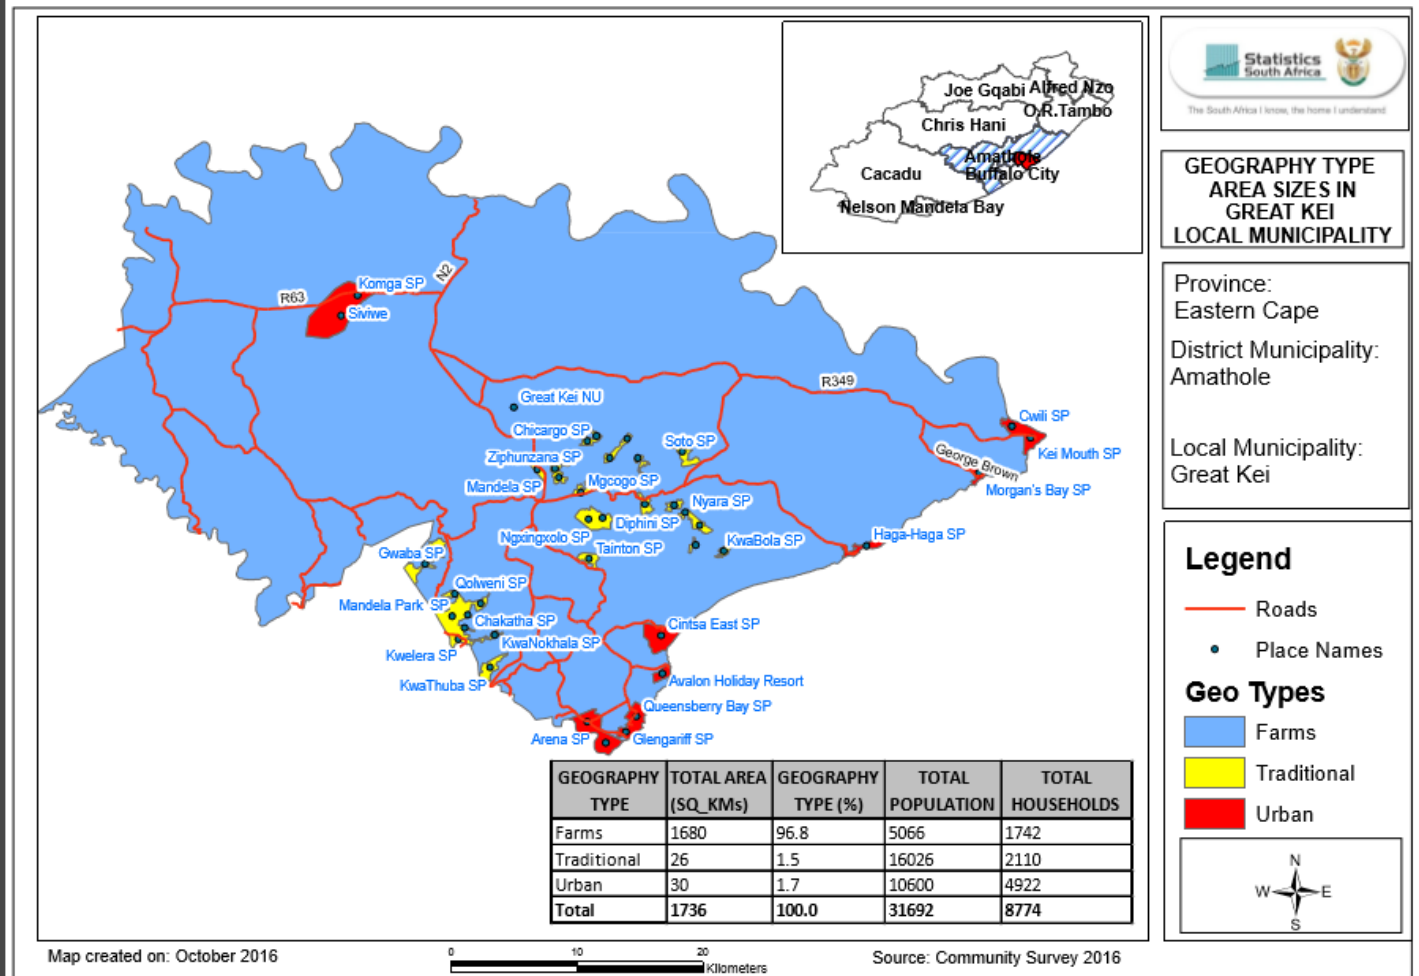 Statistics
South Africa
The South Africa I know, the home I understand
GEOGRAPHY TYPE
AREA SIZES IN
GREAT KEI
LOCAL MUNICIPALITY
Province:
Eastern Cape
District Municipality:
Amathole
Local Municipality:
Great Kei
Legend
Roads
Place Names
Geo Types
Farms
Traditional
Urban
N
W E
S
Joe Gqabi
Alfred Nzo
O.R.Tambo
Chris Hani
Amathole
Cacadu
Buffalo City
Nelson Mandela Bay
Komga SP
N2
R63
Siviwe
R349
Great Kei NU
Cwili SP
Chicargo SP
Soto SP
Kei Mouth SP
Ziphunzana SP
George Brown
Mandela SP
Mgcogo SP
Morgan's Bay SP
Nyara SP
Diphini SP
Ngxingxolo SP
KwaBola SP
Haga-Haga SP
Tainton SP
Gwaba SP
Qolweni SP
Mandela Park SP
Chakatha SP
Cintsa East SP
KwaNokhala SP
Kwelera SP
KwaThuba SP
Avalon Holiday Resort
Queensberry Bay SP
Arena SP
Glengariff SP
GEOGRAPHY TYPE TOTAL AREA (SQ_KMs) GEOGRAPHY TYPE (%) TOTAL POPULATION TOTAL HOUSEHOLDS
Farms 1680 96.8 5066 1742
Traditional 26 1.5 16026 2110
Urban 30 1.7 10600 4922
Total 1736 100.0 31692 8774
Map created on: October 2016
0 10 20
Kilometers
Source: Community Survey 2016